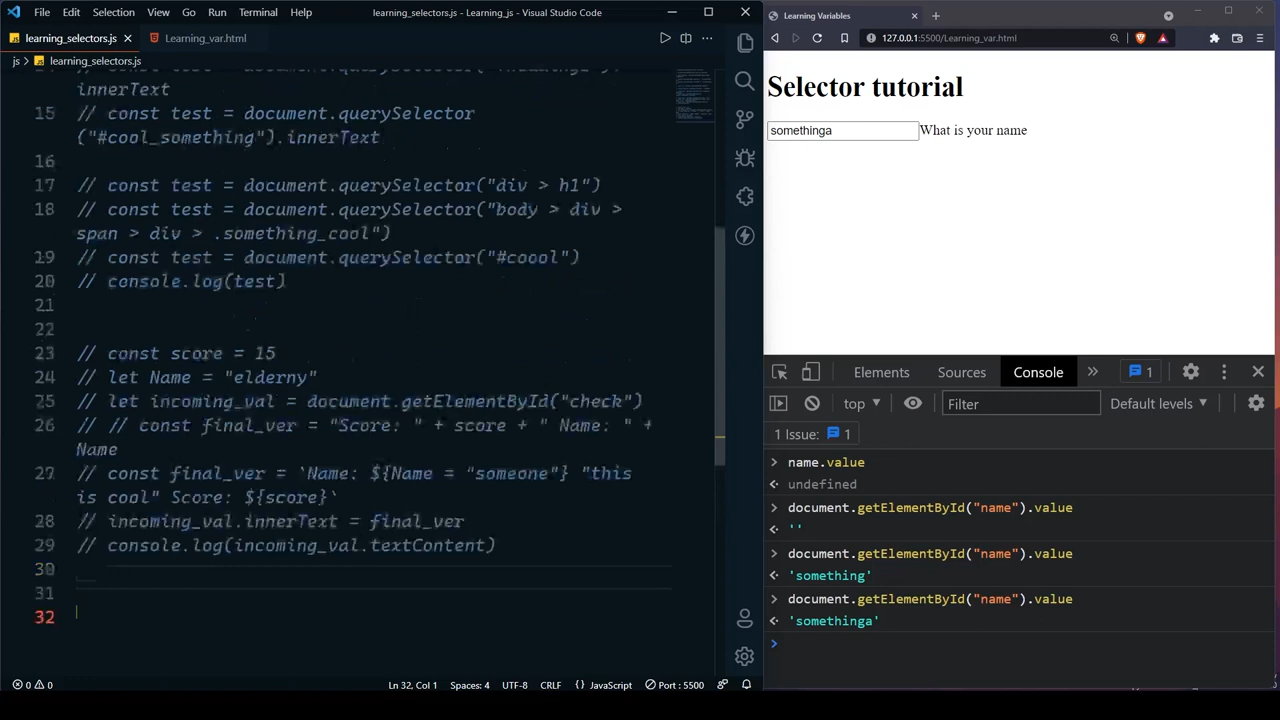 File Edit Selection View Go Run Terminal Help learning_selectors.js - Learning_js - Visual Studio Code
learning_selectors.js Learning_var.html
js > learning_selectors.js
innerText
15 // const test = document.querySelector
("#cool_something").innerText
16
17 // const test = document.querySelector("div > h1")
18 // const test = document.querySelector("body > div >
span > div > .something_cool")
19 // const test = document.querySelector("#coool")
20 // console.log(test)
21
22
23 // const score = 15
24 // let Name = "elderny"
25 // let incoming_val = document.getElementById("check")
26 // // const final_ver = "Score: " + score + " Name: " +
Name
27 // const final_ver = `Name: ${Name = "someone"} "this
is cool" Score: ${score}`
28 // incoming_val.innerText = final_ver
29 // console.log(incoming_val.textContent)
30
31
32
0 0 Ln 32, Col 1 Spaces: 4 UTF-8 CRLF {} JavaScript Port : 5500
Learning Variables
127.0.0.1:5500/Learning_var.html
Selector tutorial
somethinga What is your name
Elements Sources Console » 1
top Filter Default levels
1 Issue: 1
> name.value
undefined
> document.getElementById("name").value
''
> document.getElementById("name").value
'something'
> document.getElementById("name").value
'somethinga'
>